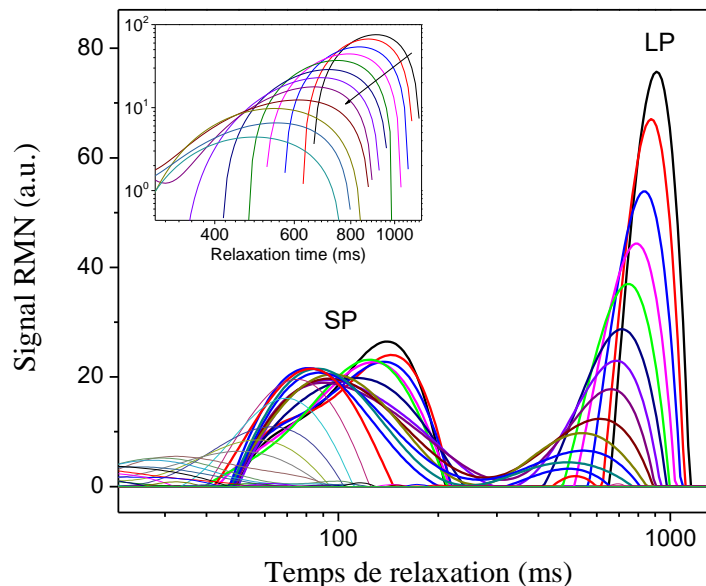 10²
10¹
10⁰
400 600 800 1000
Relaxation time (ms)
LP
SP
80
60
40
20
0
Signal RMN (a.u.)
100 1000
Temps de relaxation (ms)